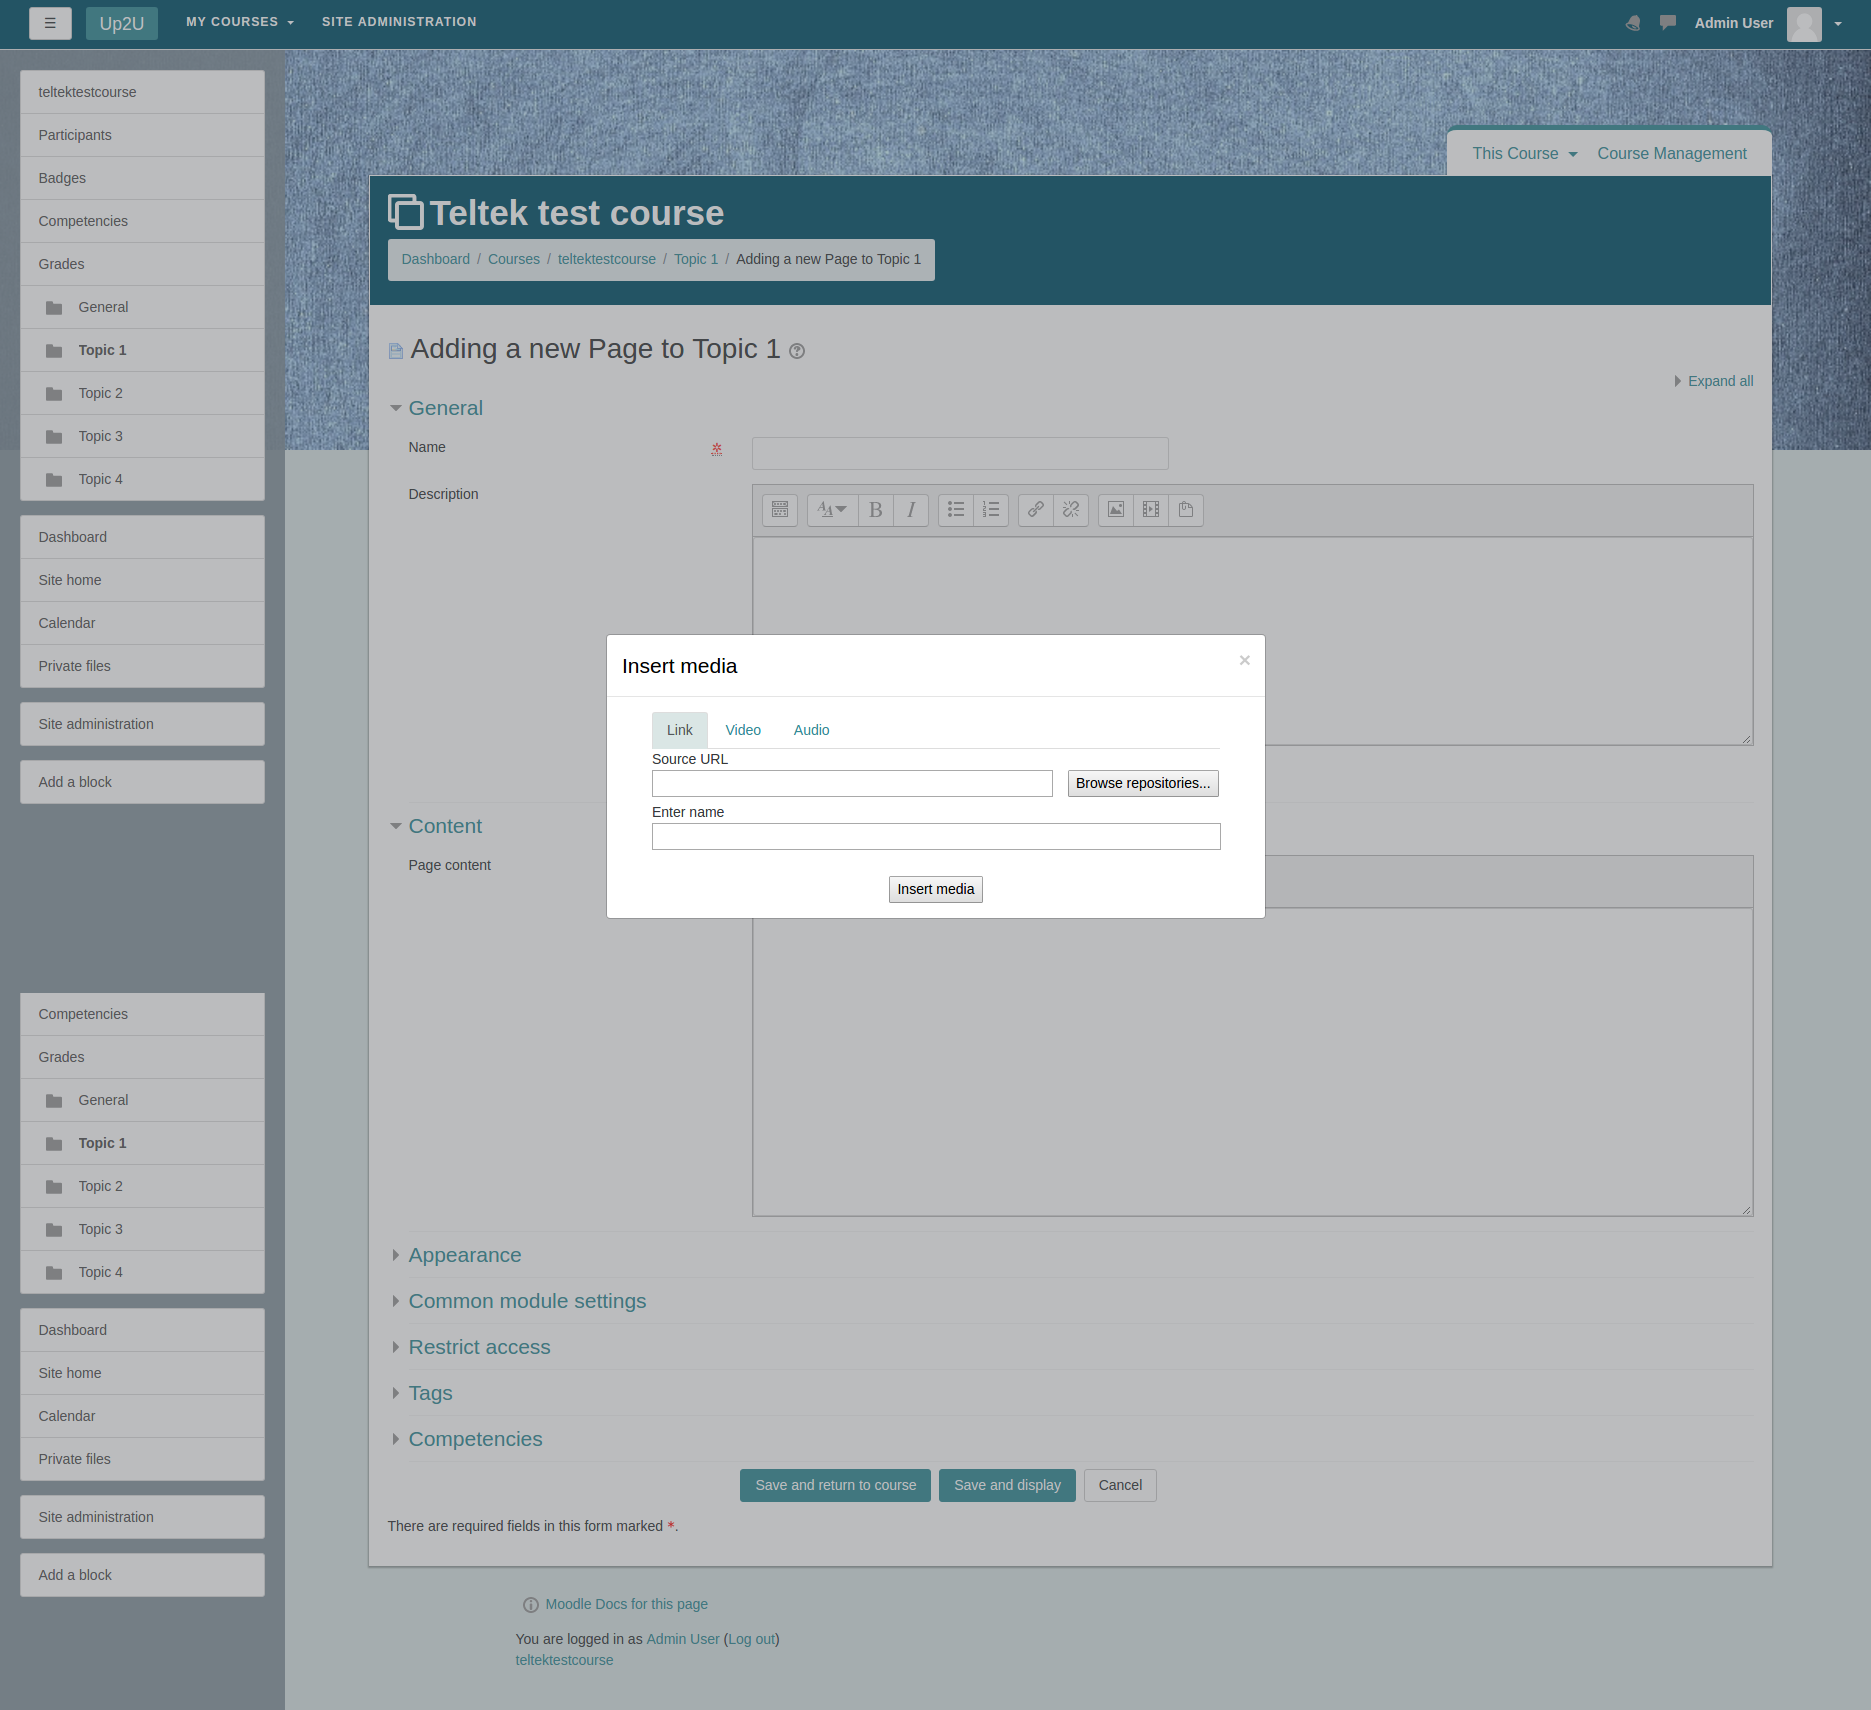 ☰ Up2U MY COURSES SITE ADMINISTRATION Admin User
teltektestcourse
Participants
Badges
Competencies
Grades
General
Topic 1
Topic 2
Topic 3
Topic 4
Dashboard
Site home
Calendar
Private files
Site administration
Add a block
Competencies
Grades
General
Topic 1
Topic 2
Topic 3
Topic 4
Dashboard
Site home
Calendar
Private files
Site administration
Add a block
This Course Course Management
Teltek test course
Dashboard / Courses / teltektestcourse / Topic 1 / Adding a new Page to Topic 1
Adding a new Page to Topic 1
Expand all
General
Name
Description
B I
Insert media ×
Link Video Audio
Source URL
Browse repositories...
Enter name
Insert media
Content
Page content
Appearance
Common module settings
Restrict access
Tags
Competencies
Save and return to course Save and display Cancel
There are required fields in this form marked *.
Moodle Docs for this page
You are logged in as Admin User (Log out)
teltektestcourse